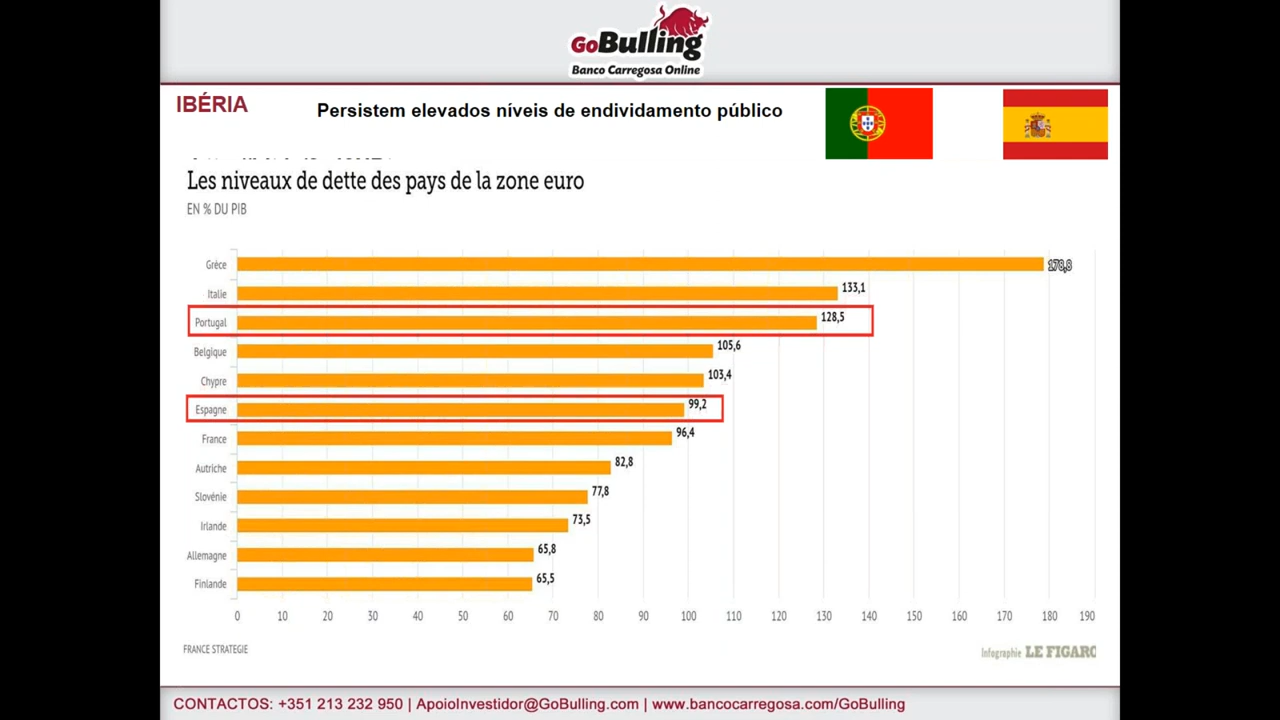 GoBulling
Banco Carregosa Online
IBÉRIA
Persistem elevados níveis de endividamento público
Les niveaux de dette des pays de la zone euro
EN % DU PIB
Grèce
Italie 133,1
Portugal 128,5
Belgique 105,6
Chypre 103,4
Espagne 99,2
France 96,4
Autriche 82,8
Slovénie 77,8
Irlande 73,5
Allemagne 65,8
Finlande 65,5
0 10 20 30 40 50 60 70 80 90 100 110 120 130 140 150 160 170 180 190
FRANCE STRATEGIE
Infographie LE FIGARO
CONTACTOS: +351 213 232 950 | ApoioInvestidor@GoBulling.com | www.bancocarregosa.com/GoBulling